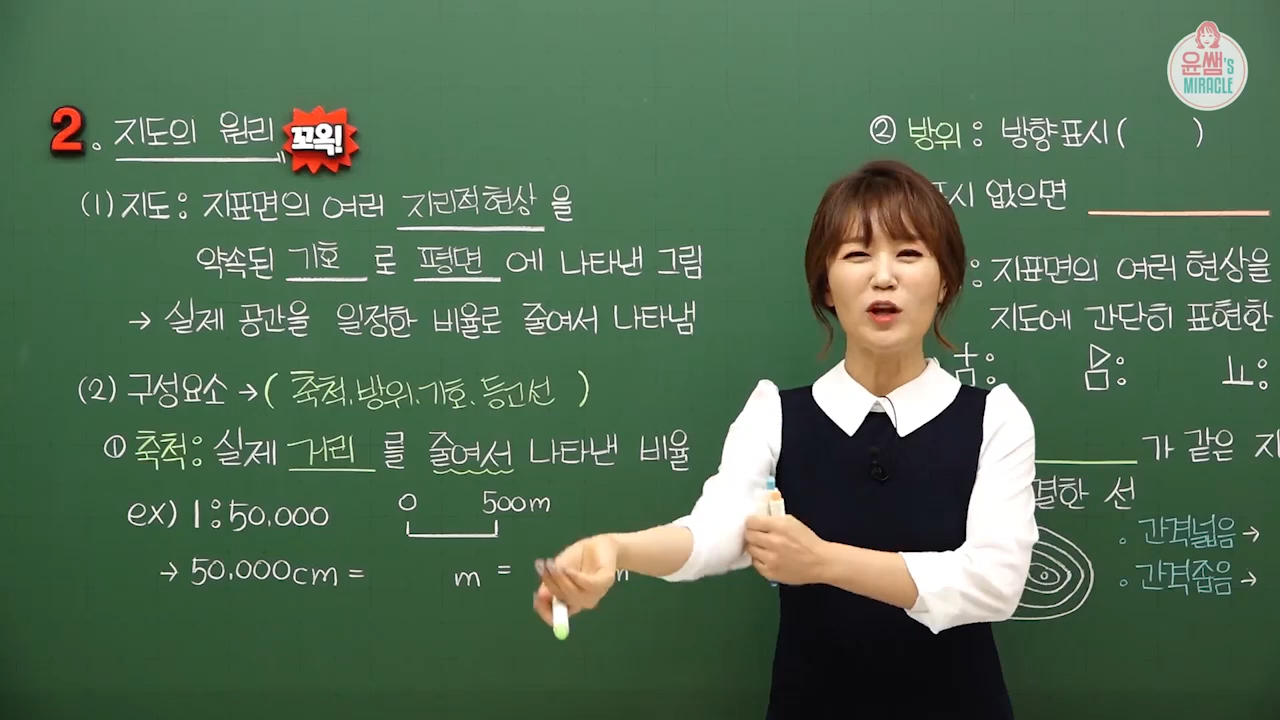 2. 지도의 원리 꼬옥!
(1) 지도: 지표면의 여러 지리적현상 을
약속된 기호 로 평면 에 나타낸 그림
→ 실제 공간을 일정한 비율로 줄여서 나타냄
(2) 구성요소 → ( 축척, 방위, 기호, 등고선 )
① 축척: 실제 거리 를 줄여서 나타낸 비율
ex) 1:50,000 0 500m
→ 50,000cm = m = m
② 방위: 방향표시 ( )
표시 없으면
: 지표면의 여러 현상을
지도에 간단히 표현한
: : ㅛ:
가 같은 지
결한 선
간격넓음 →
간격좁음 →
윤쌤's
MIRACLE